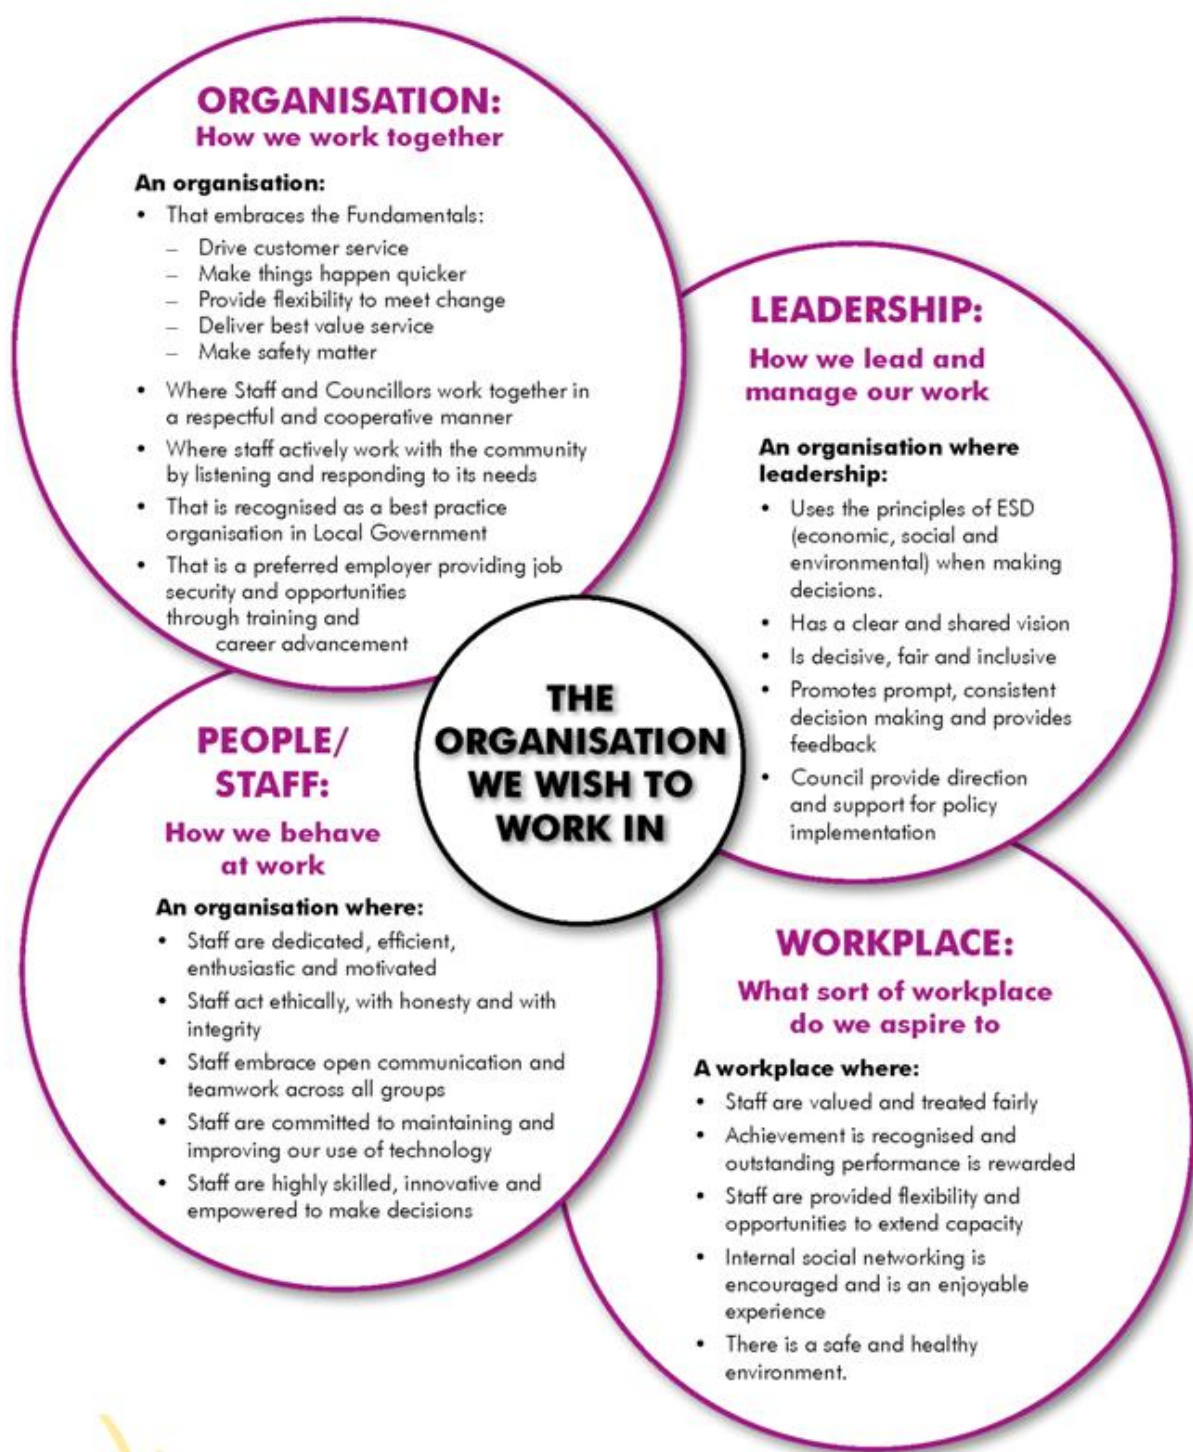 ORGANISATION:
How we work together
An organisation:
• That embraces the Fundamentals:
– Drive customer service
– Make things happen quicker
– Provide flexibility to meet change
– Deliver best value service
– Make safety matter
• Where Staff and Councillors work together in
a respectful and cooperative manner
• Where staff actively work with the community
by listening and responding to its needs
• That is recognised as a best practice
organisation in Local Government
• That is a preferred employer providing job
security and opportunities
through training and
career advancement
LEADERSHIP:
How we lead and
manage our work
An organisation where
leadership:
• Uses the principles of ESD
(economic, social and
environmental) when making
decisions.
• Has a clear and shared vision
• Is decisive, fair and inclusive
• Promotes prompt, consistent
decision making and provides
feedback
• Council provide direction
and support for policy
implementation
THE
ORGANISATION
WE WISH TO
WORK IN
PEOPLE/
STAFF:
How we behave
at work
An organisation where:
• Staff are dedicated, efficient,
enthusiastic and motivated
• Staff act ethically, with honesty and with
integrity
• Staff embrace open communication and
teamwork across all groups
• Staff are committed to maintaining and
improving our use of technology
• Staff are highly skilled, innovative and
empowered to make decisions
WORKPLACE:
What sort of workplace
do we aspire to
A workplace where:
• Staff are valued and treated fairly
• Achievement is recognised and
outstanding performance is rewarded
• Staff are provided flexibility and
opportunities to extend capacity
• Internal social networking is
encouraged and is an enjoyable
experience
• There is a safe and healthy
environment.